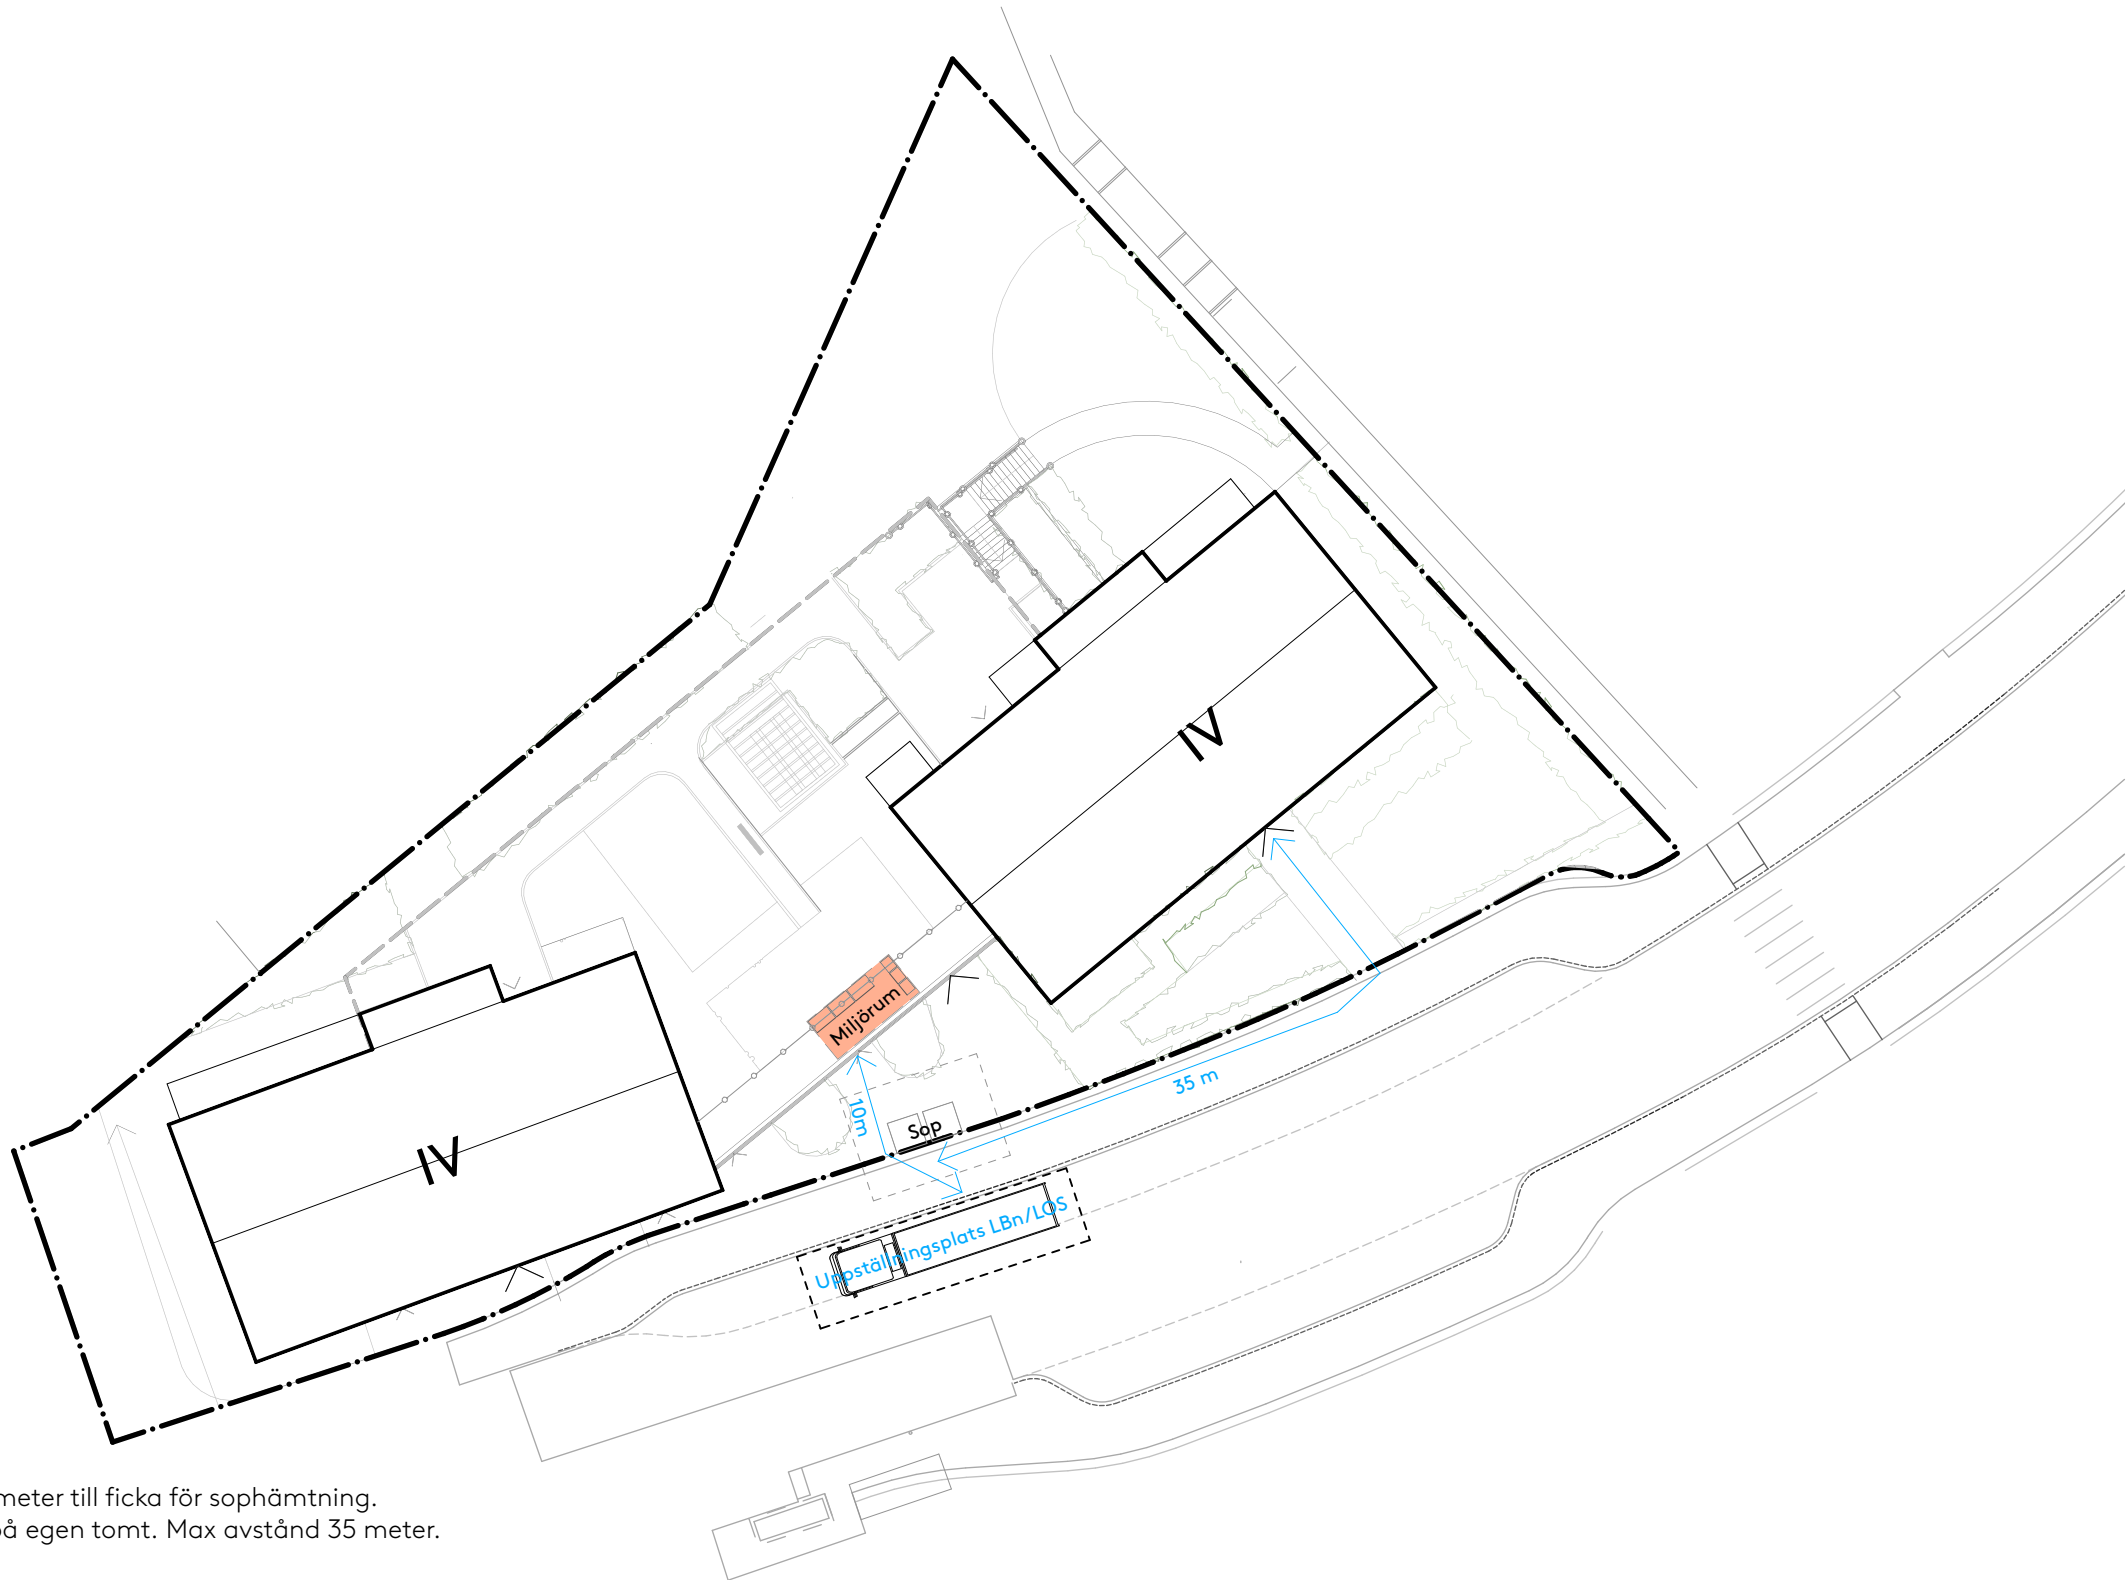 IV
Miljörum
35 m
10m
Sop
IV
Uppställningsplats LBn/LOS
meter till ficka för sophämtning.
på egen tomt. Max avstånd 35 meter.